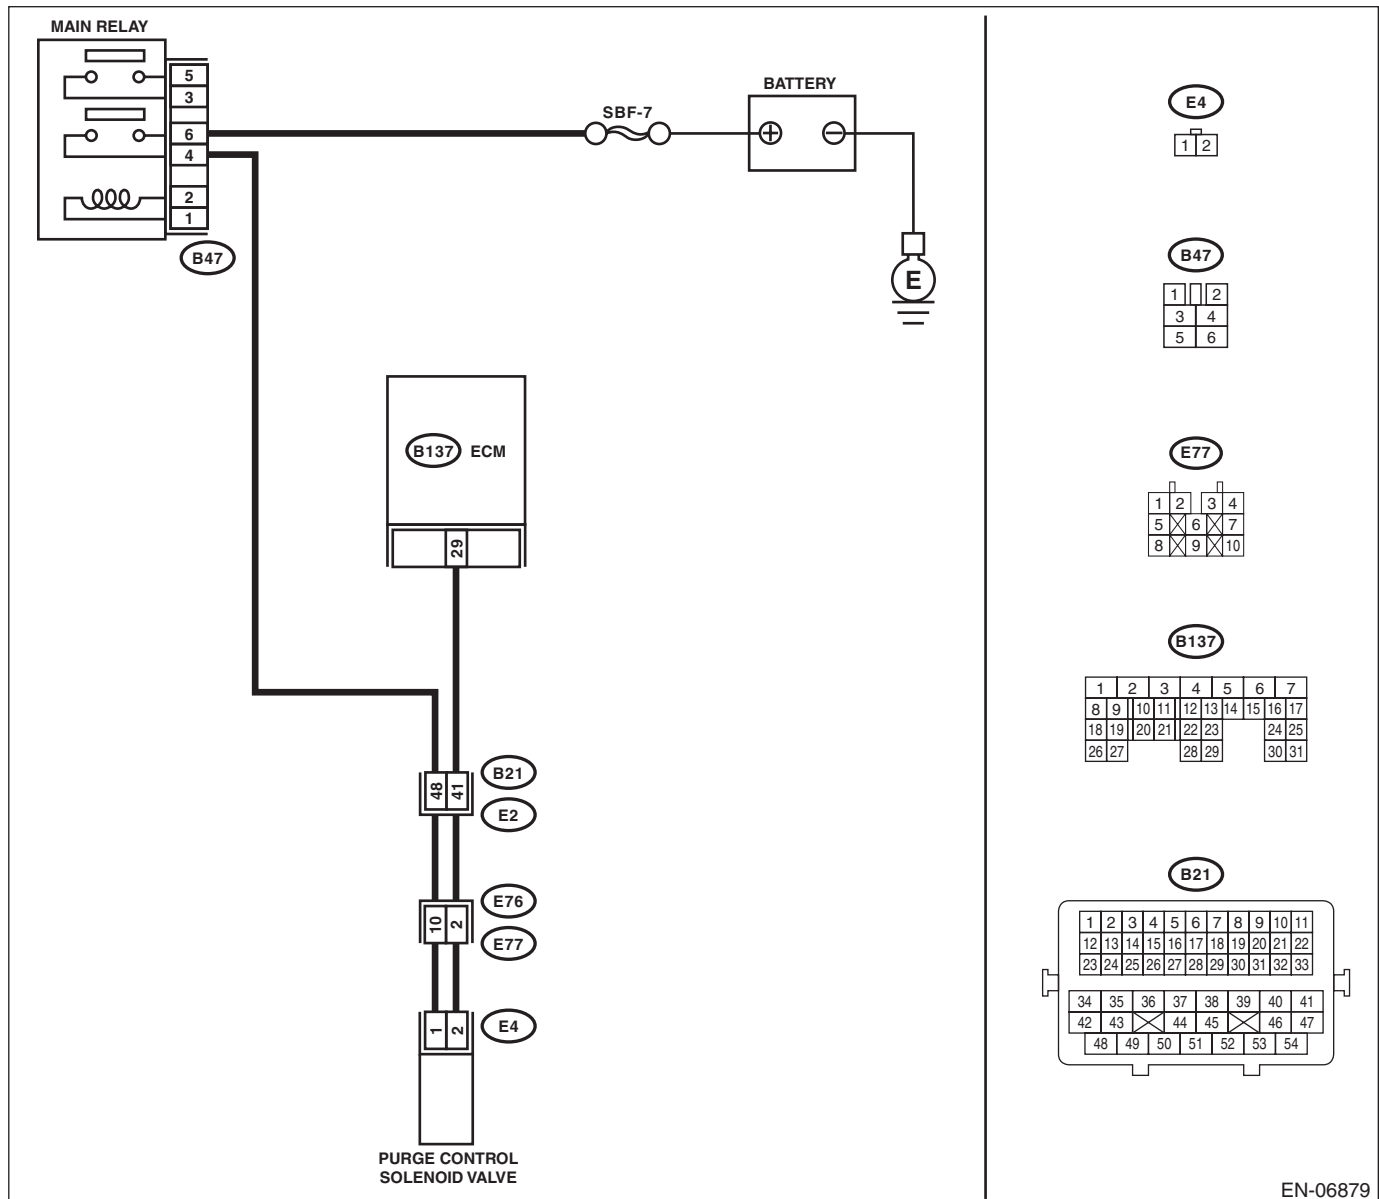 MAIN RELAY
5
3
6
4
2
1
B47
SBF-7
BATTERY
E
B137 ECM
29
48 41
B21
E2
10 2
E76
E77
1 2
E4
PURGE CONTROL
SOLENOID VALVE
E4
1 2
B47
1 2
3 4
5 6
E77
1 2 3 4
5 6 7
8 9 10
B137
1 2 3 4 5 6 7
8 9 10 11 12 13 14 15 16 17
18 19 20 21 22 23 24 25
26 27 28 29 30 31
B21
1 2 3 4 5 6 7 8 9 10 11
12 13 14 15 16 17 18 19 20 21 22
23 24 25 26 27 28 29 30 31 32 33
34 35 36 37 38 39 40 41
42 43 44 45 46 47
48 49 50 51 52 53 54
EN-06879